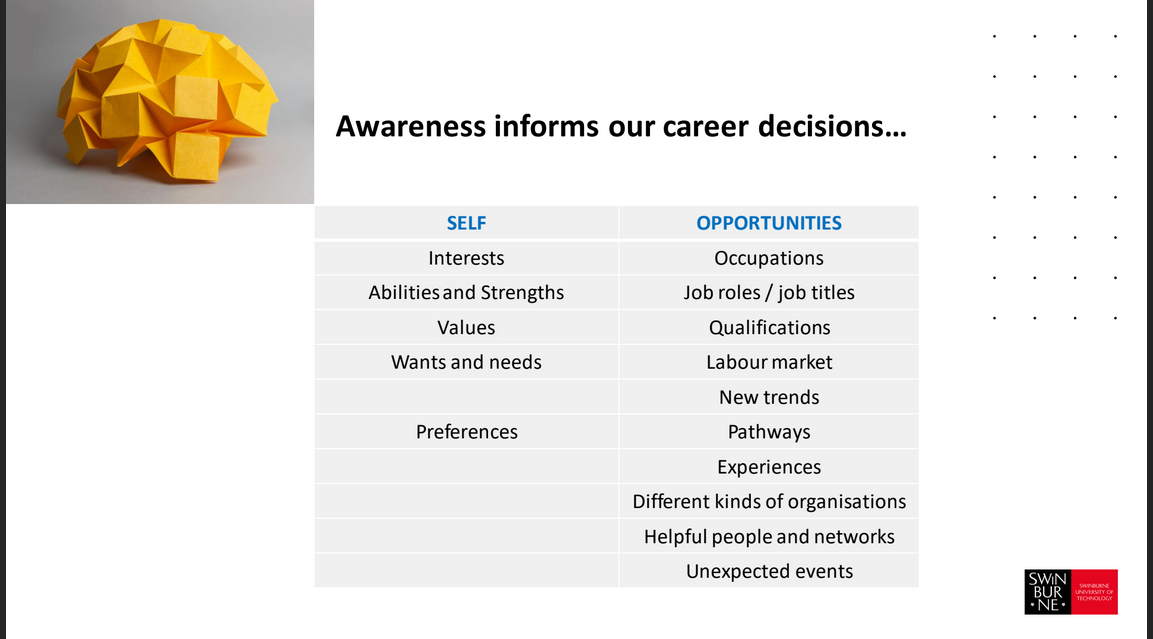 Awareness informs our career decisions...
SELF OPPORTUNITIES
Interests Occupations
Abilities and Strengths Job roles / job titles
Values Qualifications
Wants and needs Labour market
New trends
Preferences Pathways
Experiences
Different kinds of organisations
Helpful people and networks
Unexpected events
SWIN
BUR
NE
SWINBURNE
UNIVERSITY OF
TECHNOLOGY